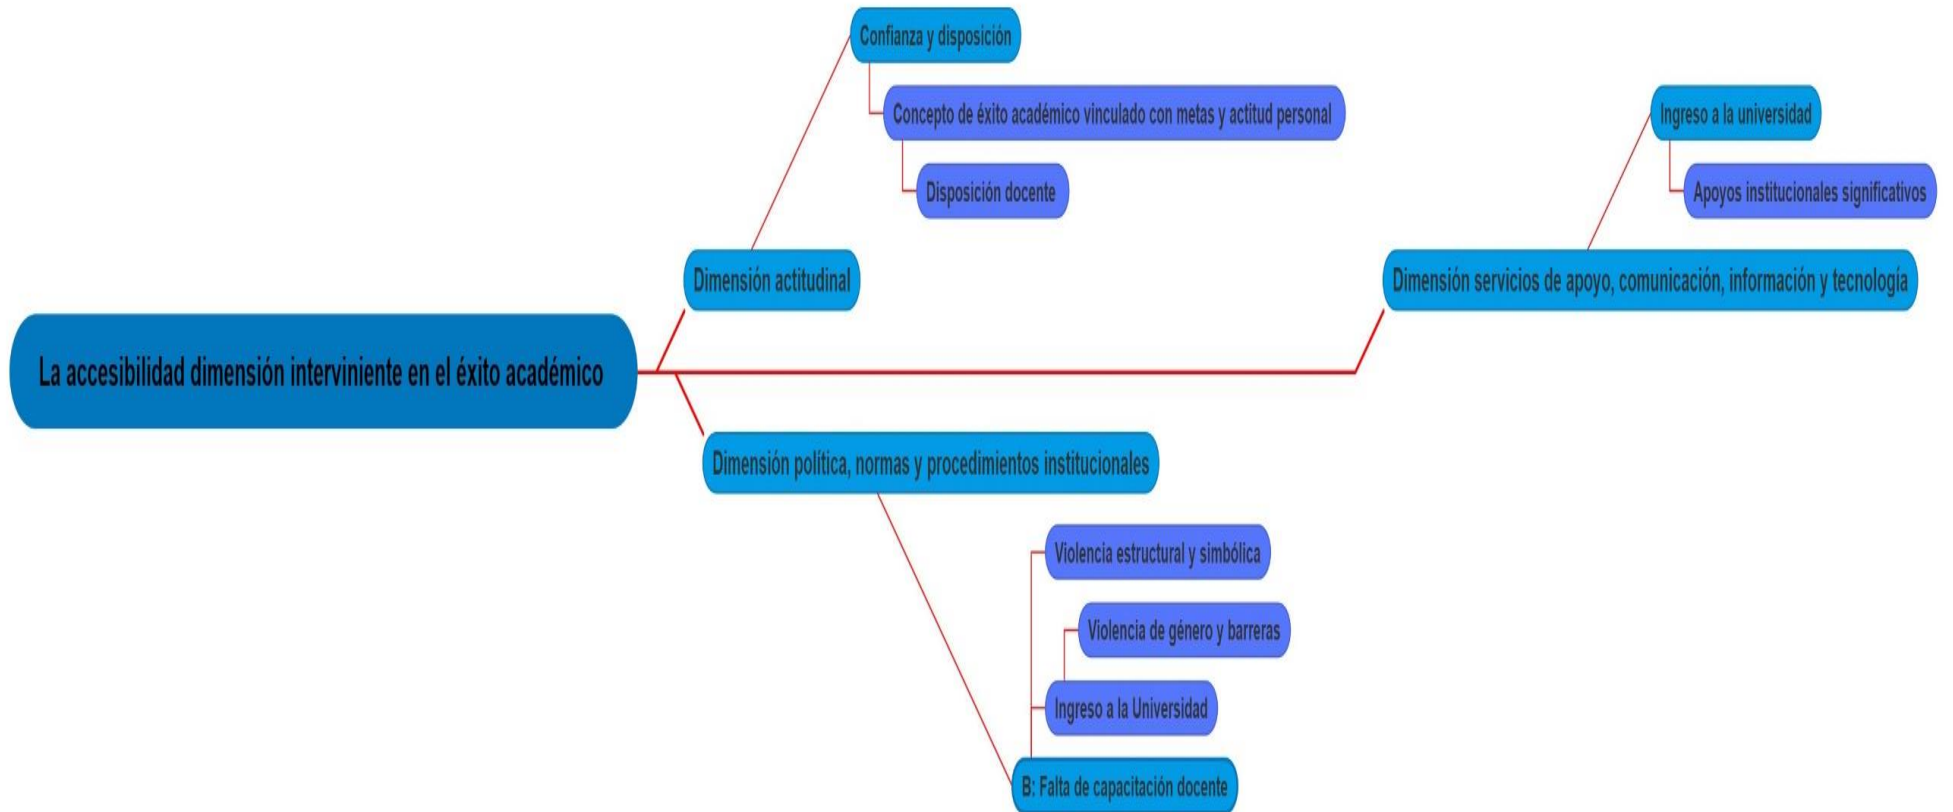 Confianza y disposición
Concepto de éxito académico vinculado con metas y actitud personal
Disposición docente
Dimensión actitudinal
Ingreso a la universidad
Apoyos institucionales significativos
Dimensión servicios de apoyo, comunicación, información y tecnología
La accesibilidad dimensión interviniente en el éxito académico
Dimensión política, normas y procedimientos institucionales
Violencia estructural y simbólica
Violencia de género y barreras
Ingreso a la Universidad
B: Falta de capacitación docente